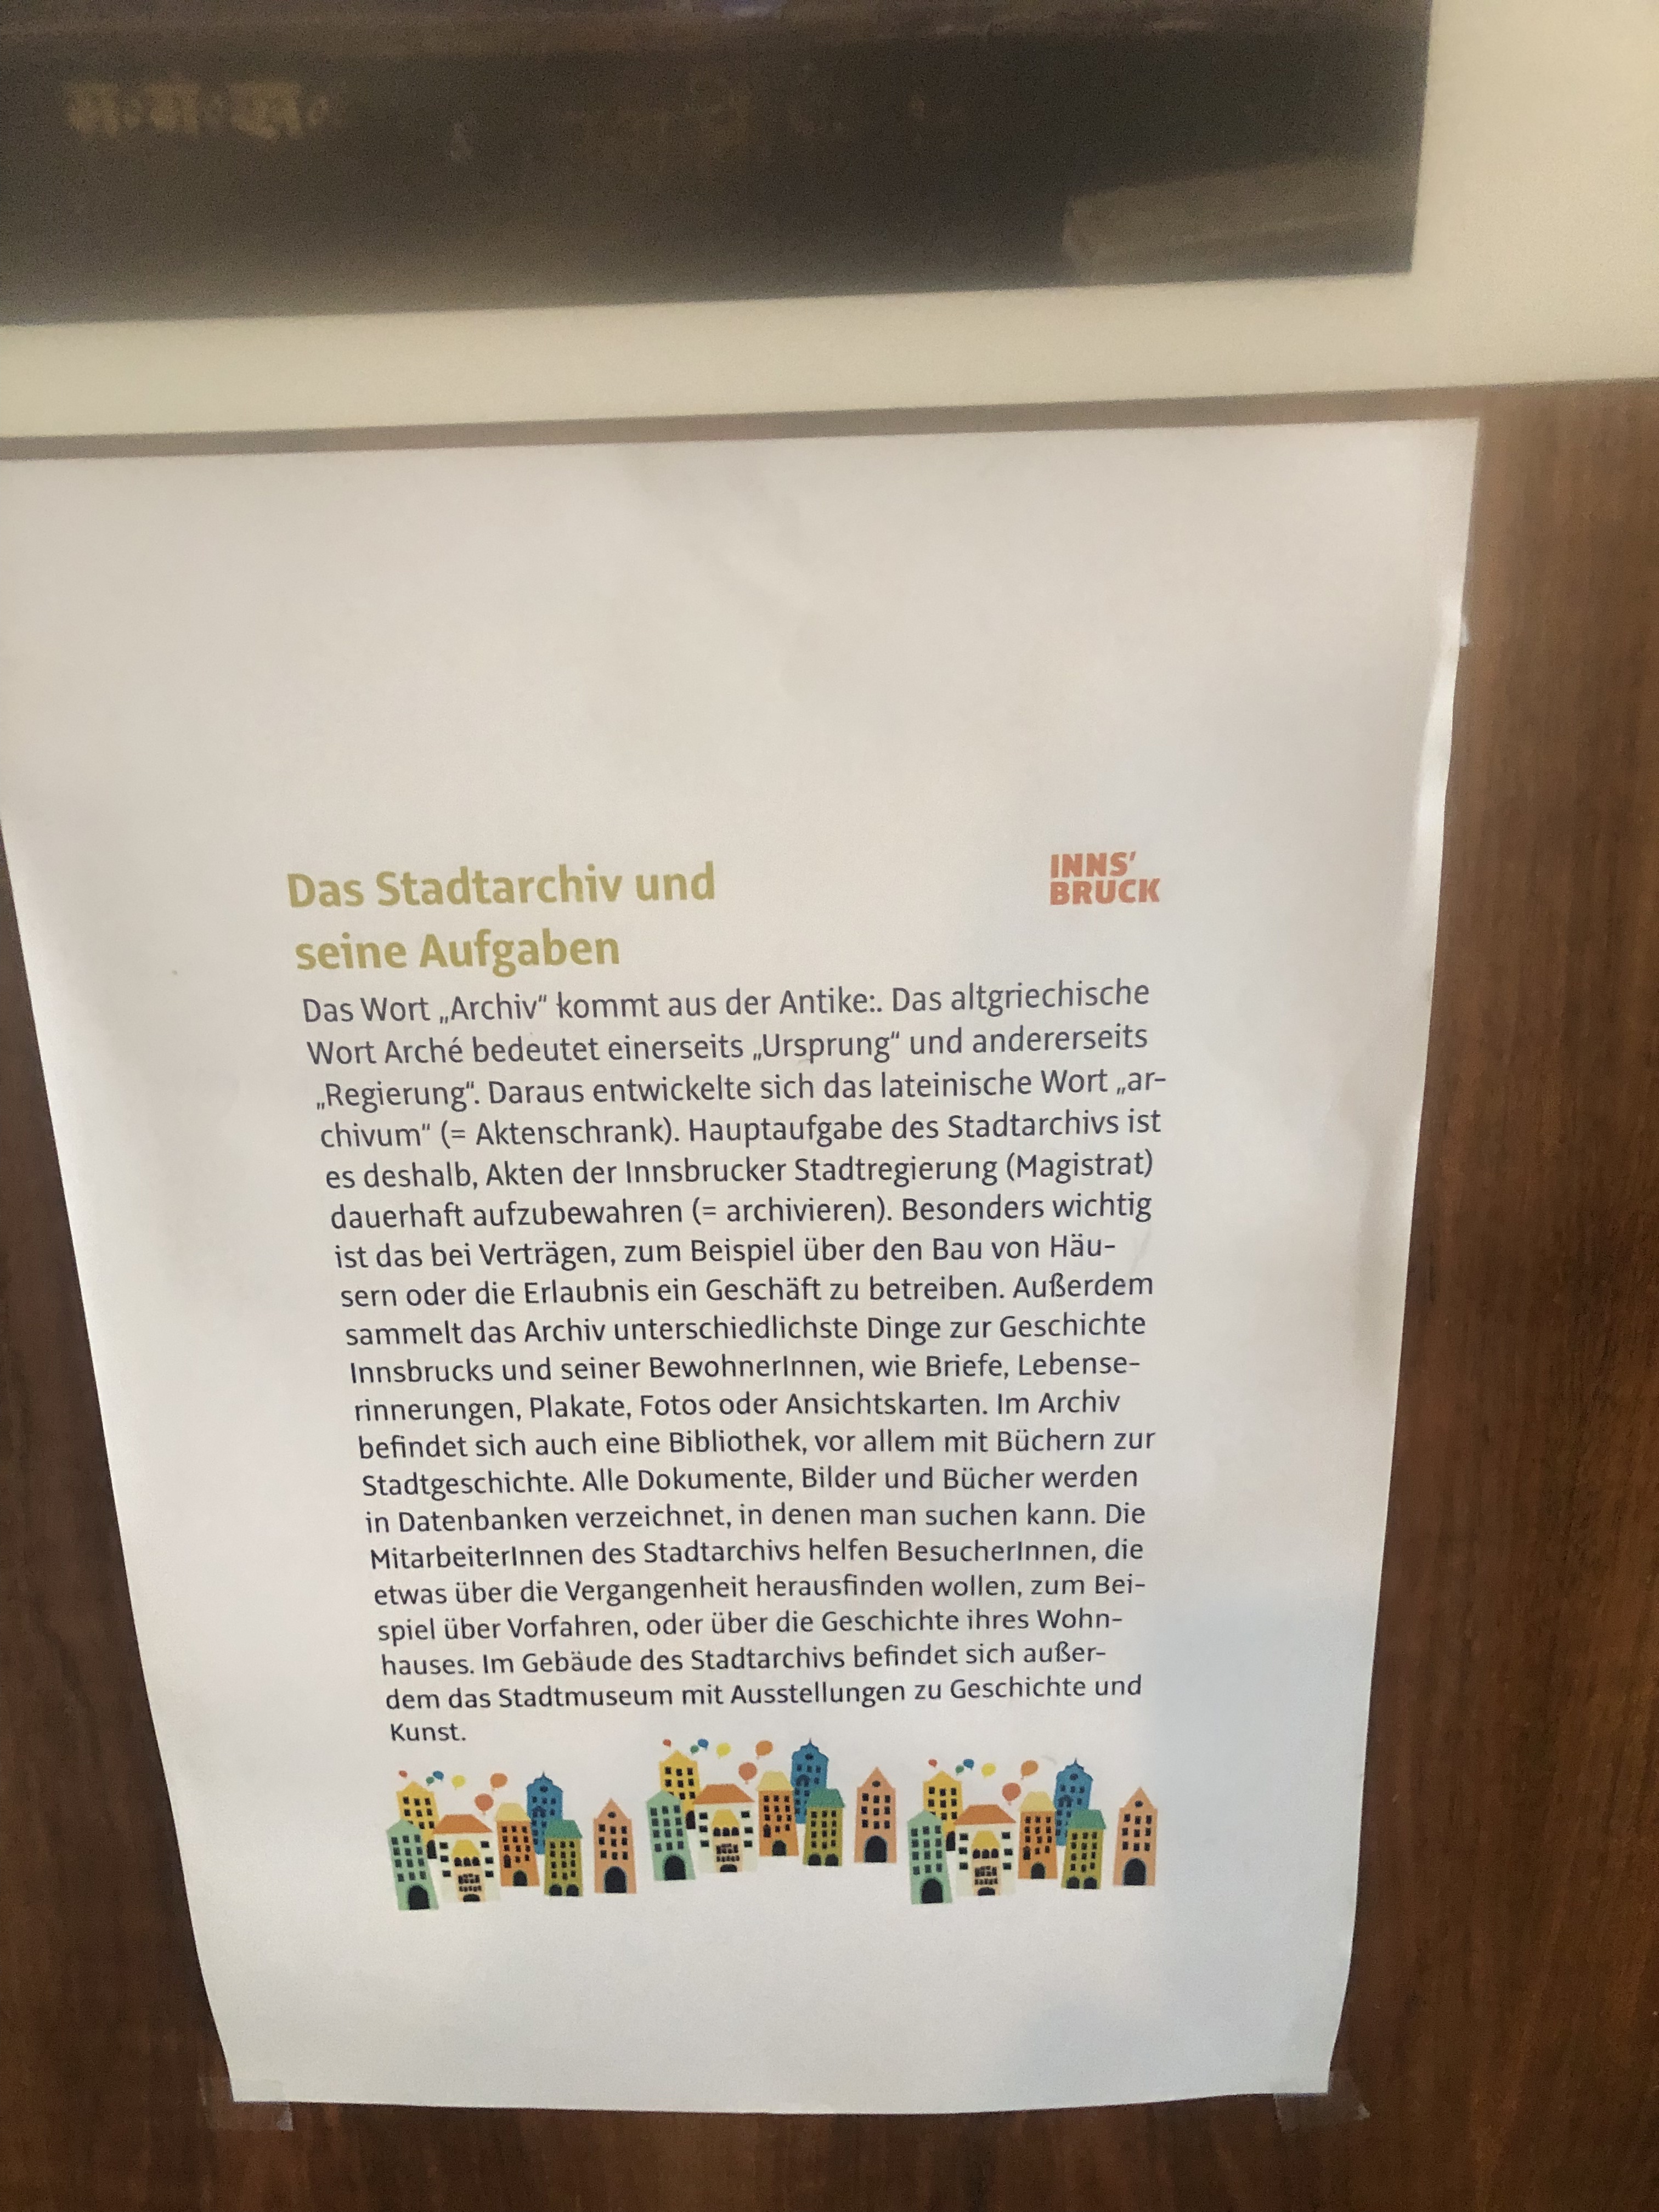 Das Stadtarchiv und
seine Aufgaben
INNS'
BRUCK
Das Wort „Archiv“ kommt aus der Antike:. Das altgriechische
Wort Arché bedeutet einerseits „Ursprung“ und andererseits
„Regierung“. Daraus entwickelte sich das lateinische Wort „ar-
chivum“ (= Aktenschrank). Hauptaufgabe des Stadtarchivs ist
es deshalb, Akten der Innsbrucker Stadtregierung (Magistrat)
dauerhaft aufzubewahren (= archivieren). Besonders wichtig
ist das bei Verträgen, zum Beispiel über den Bau von Häu-
sern oder die Erlaubnis ein Geschäft zu betreiben. Außerdem
sammelt das Archiv unterschiedlichste Dinge zur Geschichte
Innsbrucks und seiner BewohnerInnen, wie Briefe, Lebense-
rinnerungen, Plakate, Fotos oder Ansichtskarten. Im Archiv
befindet sich auch eine Bibliothek, vor allem mit Büchern zur
Stadtgeschichte. Alle Dokumente, Bilder und Bücher werden
in Datenbanken verzeichnet, in denen man suchen kann. Die
MitarbeiterInnen des Stadtarchivs helfen BesucherInnen, die
etwas über die Vergangenheit herausfinden wollen, zum Bei-
spiel über Vorfahren, oder über die Geschichte ihres Wohn-
hauses. Im Gebäude des Stadtarchivs befindet sich außer-
dem das Stadtmuseum mit Ausstellungen zu Geschichte und
Kunst.